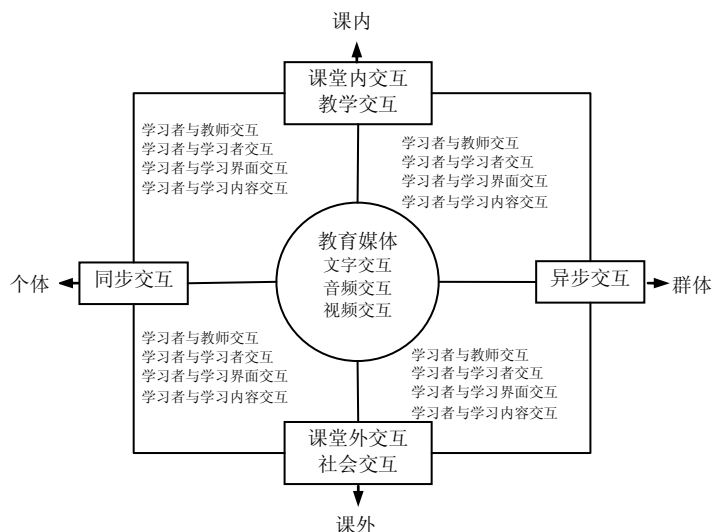 课内
课堂内交互
教学交互
学习者与教师交互
学习者与学习者交互
学习者与学习界面交互
学习者与学习内容交互
学习者与教师交互
学习者与学习者交互
学习者与学习界面交互
学习者与学习内容交互
教育媒体
文字交互
音频交互
视频交互
个体
同步交互
异步交互
群体
学习者与教师交互
学习者与学习者交互
学习者与学习界面交互
学习者与学习内容交互
学习者与教师交互
学习者与学习者交互
学习者与学习界面交互
学习者与学习内容交互
课堂外交互
社会交互
课外